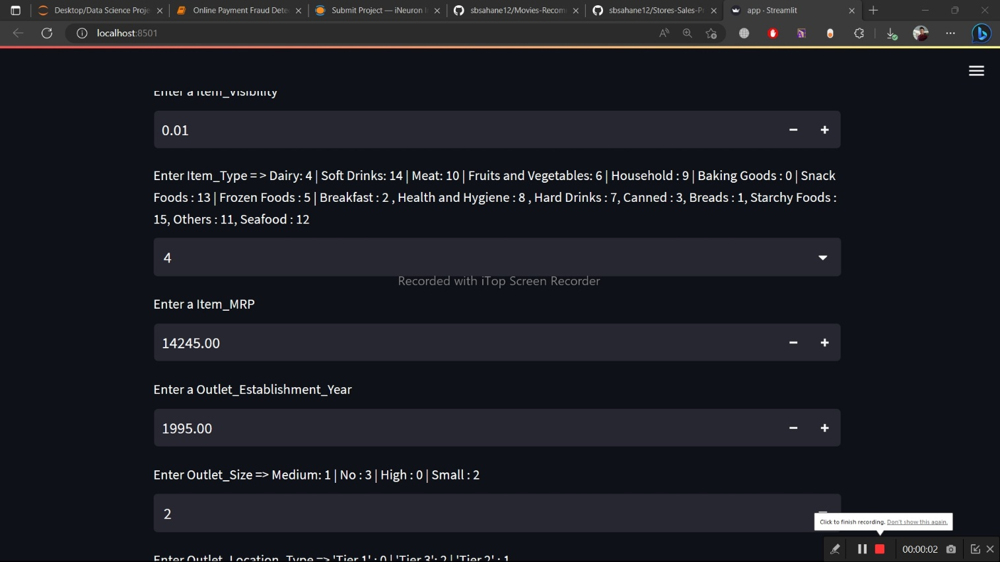 Desktop/Data Science Proje
Online Payment Fraud Dete
Submit Project — iNeuron I
sbsahane12/Movies-Recom
sbsahane12/Stores-Sales-Pr
app · Streamlit
localhost:8501
Enter a Item_Visibility
0.01
Enter Item_Type => Dairy: 4 | Soft Drinks: 14 | Meat: 10 | Fruits and Vegetables: 6 | Household : 9 | Baking Goods : 0 | Snack
Foods : 13 | Frozen Foods : 5 | Breakfast : 2 , Health and Hygiene : 8 , Hard Drinks : 7, Canned : 3, Breads : 1, Starchy Foods :
15, Others : 11, Seafood : 12
4
Recorded with iTop Screen Recorder
Enter a Item_MRP
14245.00
Enter a Outlet_Establishment_Year
1995.00
Enter Outlet_Size => Medium: 1 | No : 3 | High : 0 | Small : 2
2
Click to finish recording. Don't show this again.
Enter Outlet_Location_Type => 'Tier 1' : 0 | 'Tier 3': 2 | 'Tier 2' : 1
00:00:02